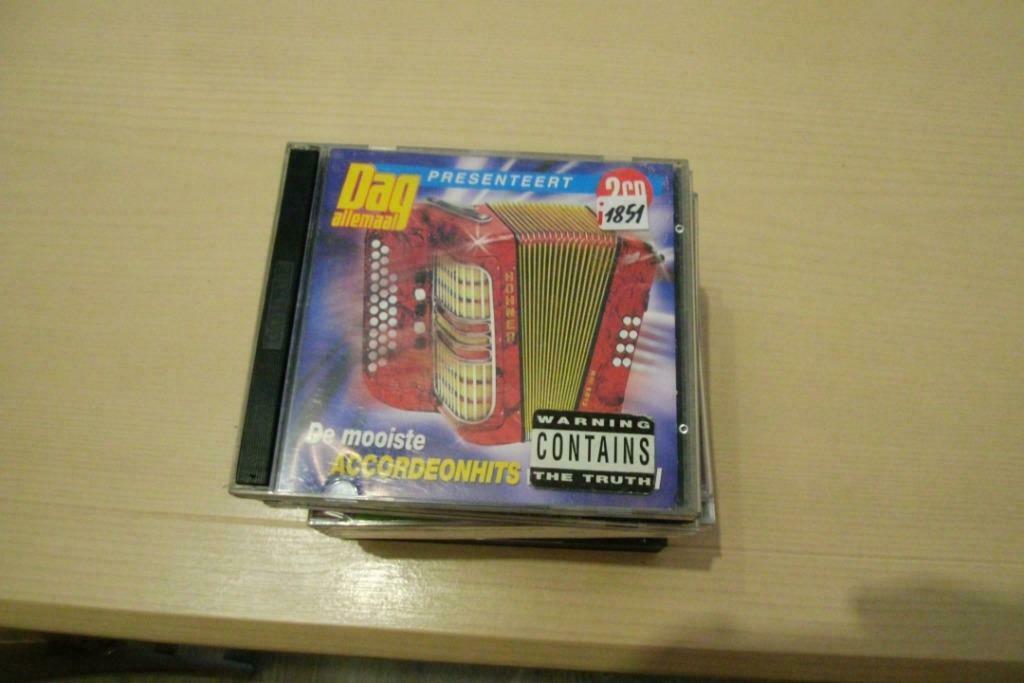 Dag
allemaal
PRESENTEERT
2CD
1851
HOHNER
De mooiste
ACCORDEONHITS
WARNING
CONTAINS
THE TRUTH